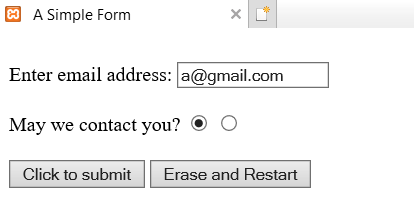 A Simple Form
Enter email address: a@gmail.com
May we contact you?
Click to submit Erase and Restart